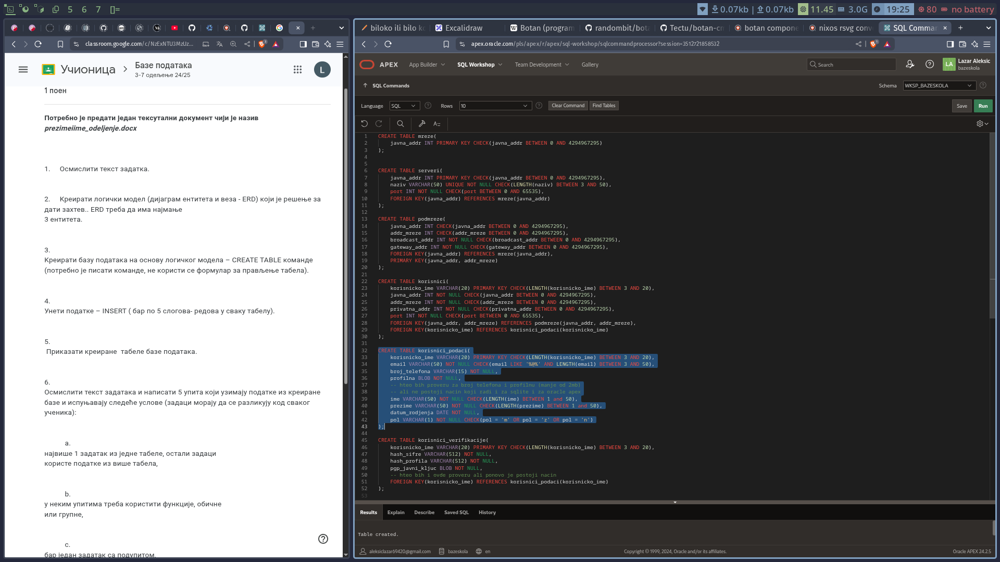 5 6 7 []=
0.07kb | 0.07kb 11.45 3.0G 19:25 80 no battery
biloko ili bilo k
Excalidraw
Botan (progran
randombit/bota
Tectu/botan-cn
botan compone
nixos rsvg conv
SQL Comman
classroom.google.com/c/NzExNTU3MzUz...
apex.oracle.com/pls/apex/r/apex/sql-workshop/sqlcommandprocessor?session=3512721858532
Учионица
Базе података
3-7 одељење 24/25
L
1 поен
Потребно је предати један текстутални документ чији је назив
prezimeiime_odeljenje.docx
1. Осмислити текст задатка.
2. Креирати логички модел (дијаграм ентитета и веза - ERD) који је решење за
дати захтев.. ERD треба да има најмање
3 ентитета.
3.
Креирати базу података на основу логичког модела – CREATE TABLE команде
(потребно је писати команде, не користи се формулар за прављење табела).
4.
Унети податке – INSERT ( бар по 5 слогова- редова у сваку табелу).
5.
Приказати креиране табеле базе података.
6.
Осмислити текст задатака и написати 5 упита који узимају податке из креиране
базе и испуњавају следеће услове (задаци морају да се разликују код сваког
ученика):
a.
највише 1 задатак из једне табеле, остали задаци
користе податке из више табела,
b.
у неким упитима треба користити функције, обичне
или групне,
c.
бар један задатак са подупитом.
APEX App Builder SQL Workshop Team Development Gallery
Search
LA
Lazar Aleksic
bazeskola
SQL Commands
Schema WKSP_BAZESKOLA
Language SQL Rows 10 Clear Command Find Tables Save Run
1 CREATE TABLE mreze(
2 javna_addr INT PRIMARY KEY CHECK(javna_addr BETWEEN 0 AND 4294967295)
3 );
4
5
6 CREATE TABLE serveri(
7 javna_addr INT PRIMARY KEY CHECK(javna_addr BETWEEN 0 AND 4294967295),
8 naziv VARCHAR(50) UNIQUE NOT NULL CHECK(LENGTH(naziv) BETWEEN 3 AND 50),
9 port INT NOT NULL CHECK(port BETWEEN 0 AND 65535),
10 FOREIGN KEY(javna_addr) REFERENCES mreze(javna_addr)
11 );
12
13 CREATE TABLE podmreze(
14 javna_addr INT CHECK(javna_addr BETWEEN 0 AND 4294967295),
15 addr_mreze INT CHECK(addr_mreze BETWEEN 0 AND 4294967295),
16 broadcast_addr INT NOT NULL CHECK(broadcast_addr BETWEEN 0 AND 4294967295),
17 gateway_addr INT NOT NULL CHECK(gateway_addr BETWEEN 0 AND 4294967295),
18 FOREIGN KEY(javna_addr) REFERENCES mreze(javna_addr),
19 PRIMARY KEY(javna_addr, addr_mreze)
20 );
21
22 CREATE TABLE korisnici(
23 korisnicko_ime VARCHAR(20) PRIMARY KEY CHECK(LENGTH(korisnicko_ime) BETWEEN 3 AND 20),
24 javna_addr INT NOT NULL CHECK(javna_addr BETWEEN 0 AND 4294967295),
25 addr_mreze INT NOT NULL CHECK(addr_mreze BETWEEN 0 AND 4294967295),
26 privatna_addr INT NOT NULL CHECK(privatna_addr BETWEEN 0 AND 4294967295),
27 port INT NOT NULL CHECK(port BETWEEN 0 AND 65535),
28 FOREIGN KEY(javna_addr, addr_mreze) REFERENCES podmreze(javna_addr, addr_mreze),
29 FOREIGN KEY(korisnicko_ime) REFERENCES korisnici_podaci(korisnicko_ime)
30 );
31
32 CREATE TABLE korisnici_podaci(
33 korisnicko_ime VARCHAR(20) PRIMARY KEY CHECK(LENGTH(korisnicko_ime) BETWEEN 3 AND 20),
34 email VARCHAR(50) NOT NULL CHECK(email LIKE '%@%' AND LENGTH(email) BETWEEN 3 AND 50),
35 broj_telefona VARCHAR(15) NOT NULL,
36 profilna BLOB NOT NULL,
37 -- hteo bih proveru za broj telefona i profilnu (manje od 2mb)
38 -- ali ne postoji nacin koji radi i za sqlite i za oracle apex
39 ime VARCHAR(50) NOT NULL CHECK(LENGTH(ime) BETWEEN 1 and 50),
40 prezime VARCHAR(50) NOT NULL CHECK(LENGTH(prezime) BETWEEN 1 and 50),
41 datum_rodjenja DATE NOT NULL,
42 pol VARCHAR(1) NOT NULL CHECK(pol = 'm' OR pol = 'z' OR pol = 'n')
43 );
44
45 CREATE TABLE korisnici_verifikacije(
46 korisnicko_ime VARCHAR(20) PRIMARY KEY CHECK(LENGTH(korisnicko_ime) BETWEEN 3 AND 20),
47 hash_sifre VARCHAR(512) NOT NULL,
48 hash_profila VARCHAR(512) NOT NULL,
49 pgp_javni_kljuc BLOB NOT NULL,
50 -- hteo bih i ovde proveru ali ponovo je postoji nacin
51 FOREIGN KEY(korisnicko_ime) REFERENCES korisnici_podaci(korisnicko_ime)
52 );
53
Results Explain Describe Saved SQL History
Table created.
aleksiclazar69420@gmail.com bazeskola en
Copyright © 1999, 2024, Oracle and/or its affiliates.
Oracle APEX 24.2.5